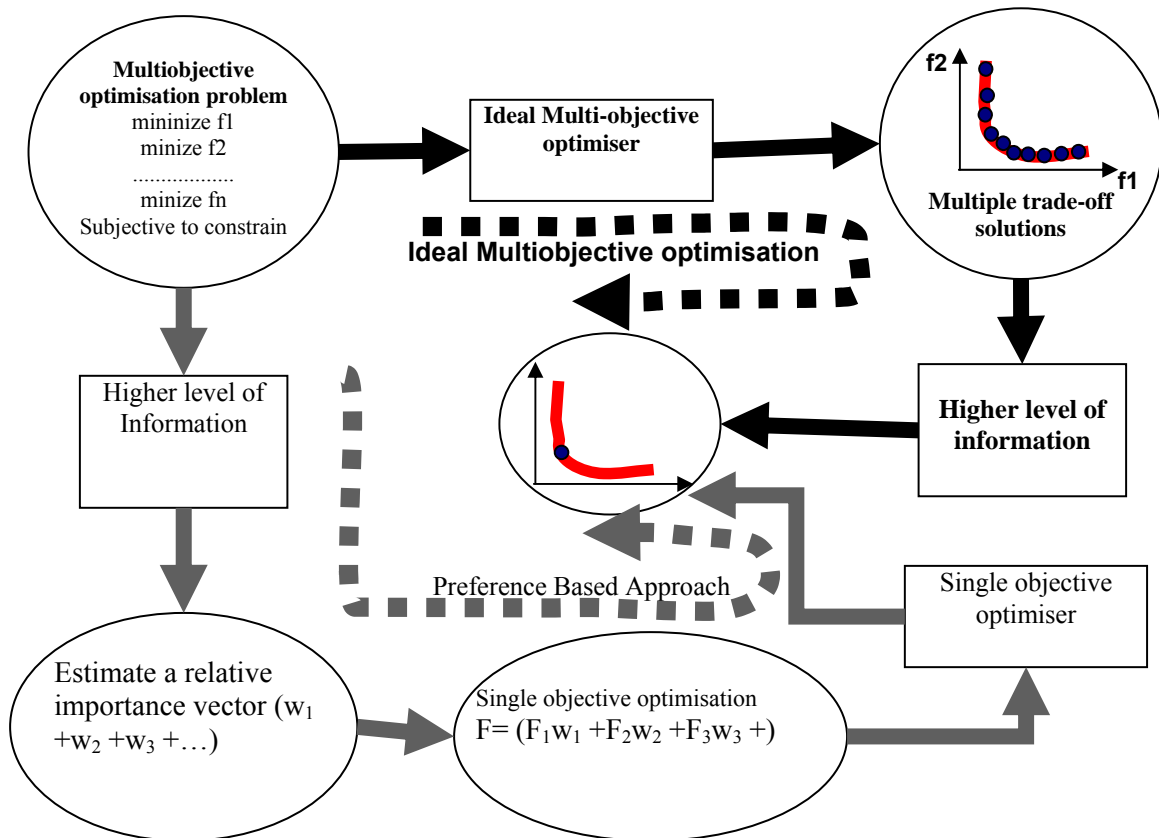 Multiobjective
optimisation problem
mininize f1
minize f2
..................
minize fn
Subjective to constrain
Ideal Multi-objective
optimiser
f2
f1
Multiple trade-off
solutions
Ideal Multiobjective optimisation
Higher level of
Information
Higher level of
information
Preference Based Approach
Single objective
optimiser
Estimate a relative
importance vector (w₁
+w₂ +w₃ +…)
Single objective optimisation
F= (F₁w₁ +F₂w₂ +F₃w₃ +)